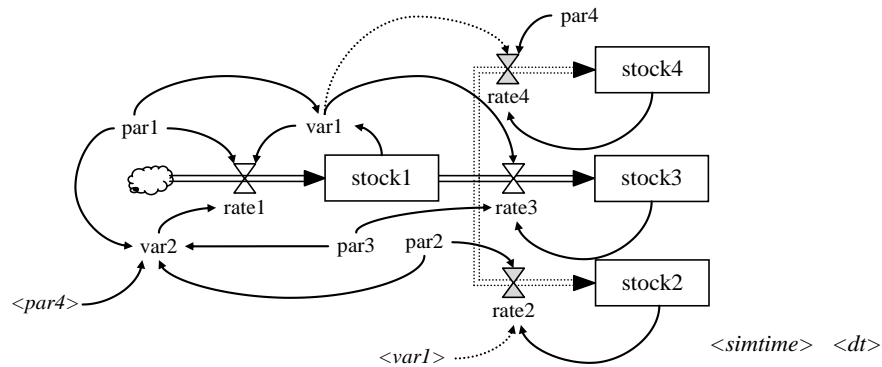 par4
stock4
rate4
par1
var1
stock1
stock3
rate1
rate3
var2
par3
par2
stock2
<par4>
rate2
<var1>
<simtime> <dt>